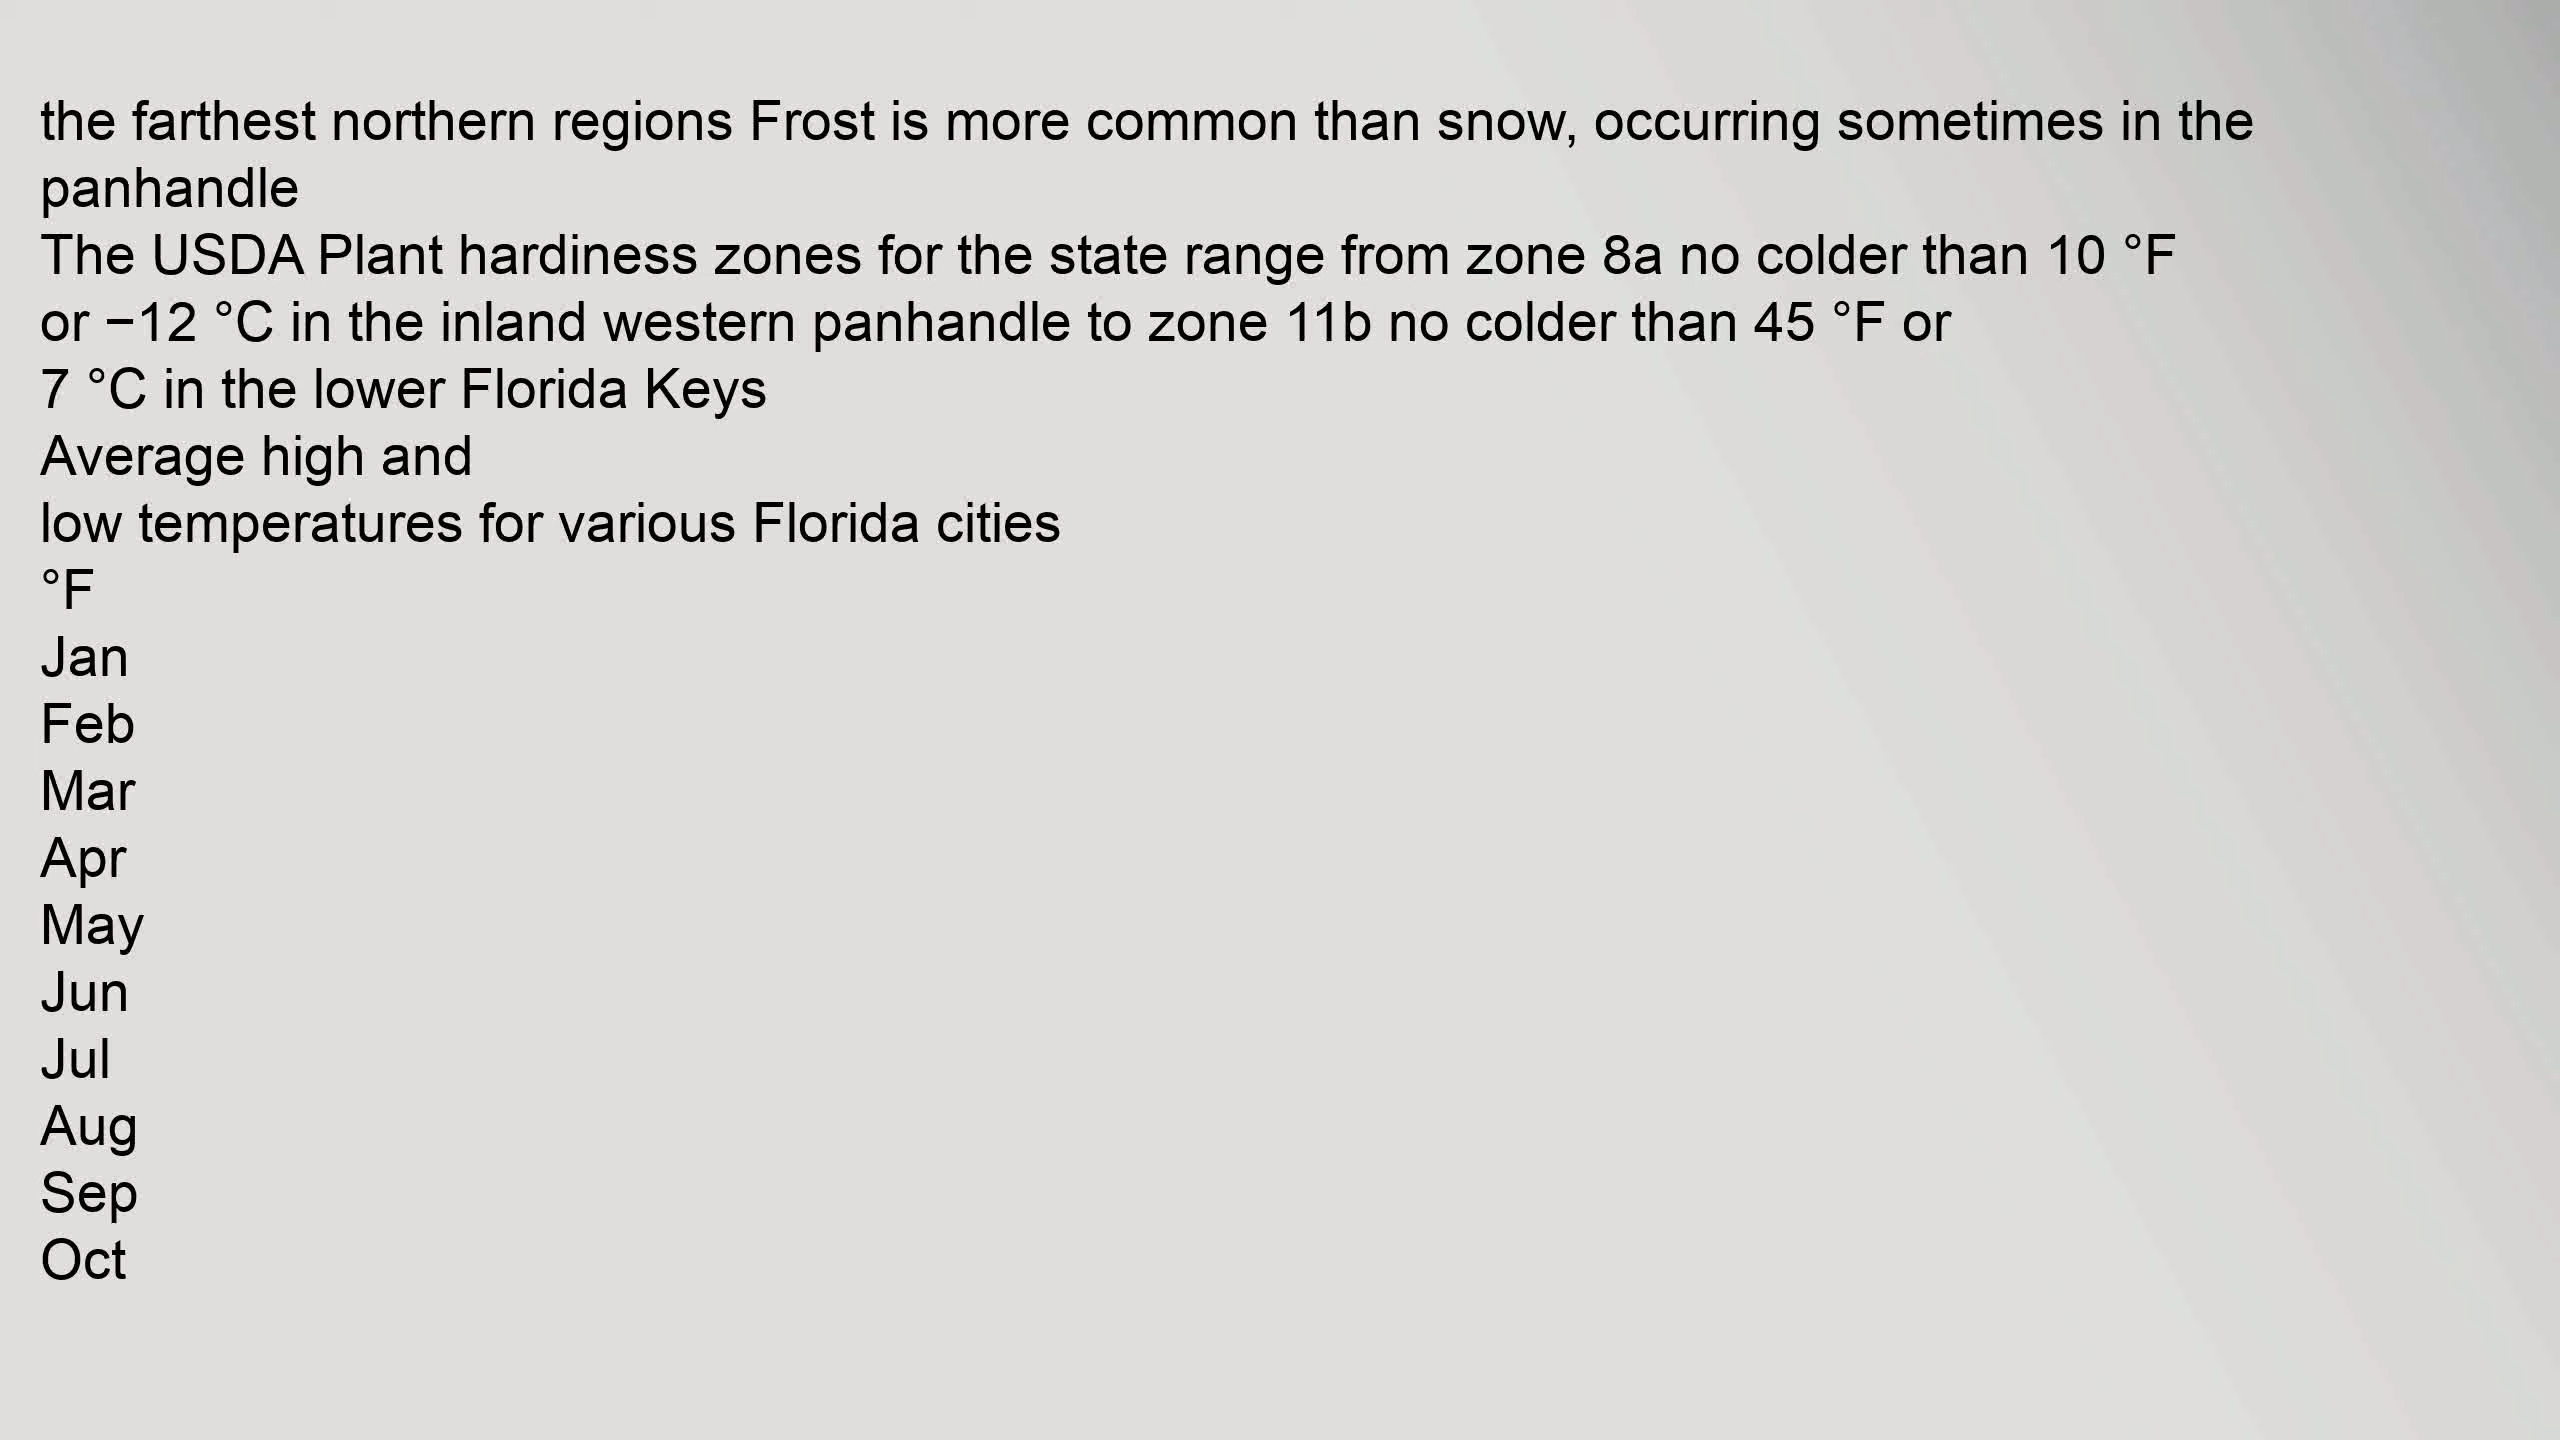 the farthest northern regions Frost is more common than snow, occurring sometimes in the
panhandle
The USDA Plant hardiness zones for the state range from zone 8a no colder than 10 °F
or −12 °C in the inland western panhandle to zone 11b no colder than 45 °F or
7 °C in the lower Florida Keys
Average high and
low temperatures for various Florida cities
°F
Jan
Feb
Mar
Apr
May
Jun
Jul
Aug
Sep
Oct